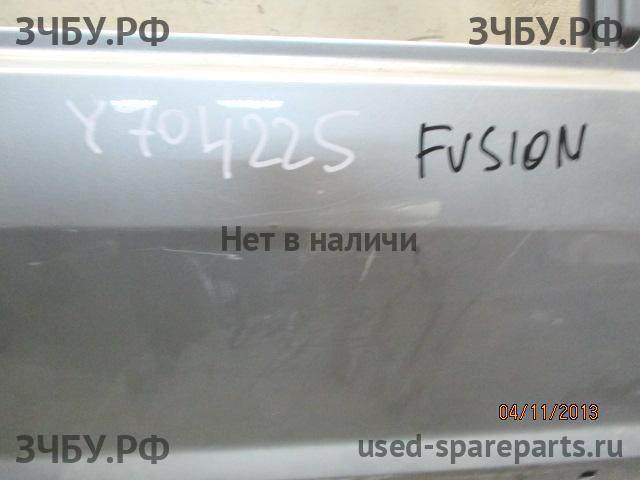 ЗЧБУ.РФ ЗЧБУ.РФ
Y704225 FUSION
Нет в наличи
04/11/2013
ЗЧБУ.РФ used-spareparts.ru